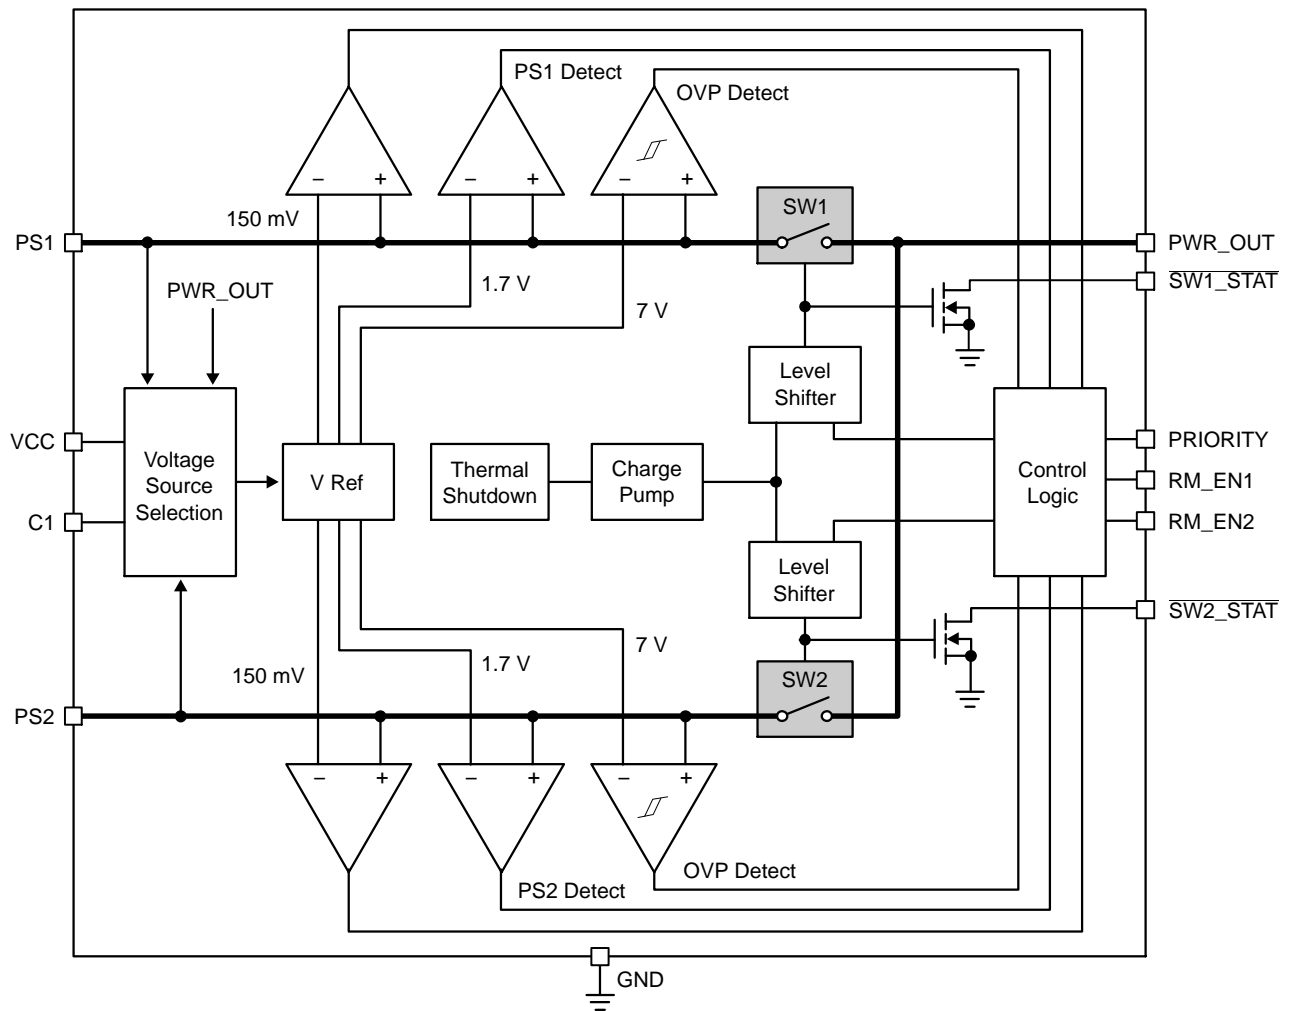 PS1 Detect
OVP Detect
− +
− +
− +
150 mV
SW1
PS1
PWR_OUT
SW1_STAT
1.7 V
PWR_OUT
7 V
Level
Shifter
VCC
PRIORITY
Voltage
Source
Selection
V Ref
Thermal
Shutdown
Charge
Pump
Control
Logic
RM_EN1
C1
RM_EN2
Level
Shifter
SW2_STAT
7 V
1.7 V
150 mV
SW2
PS2
− +
− +
− +
OVP Detect
PS2 Detect
GND